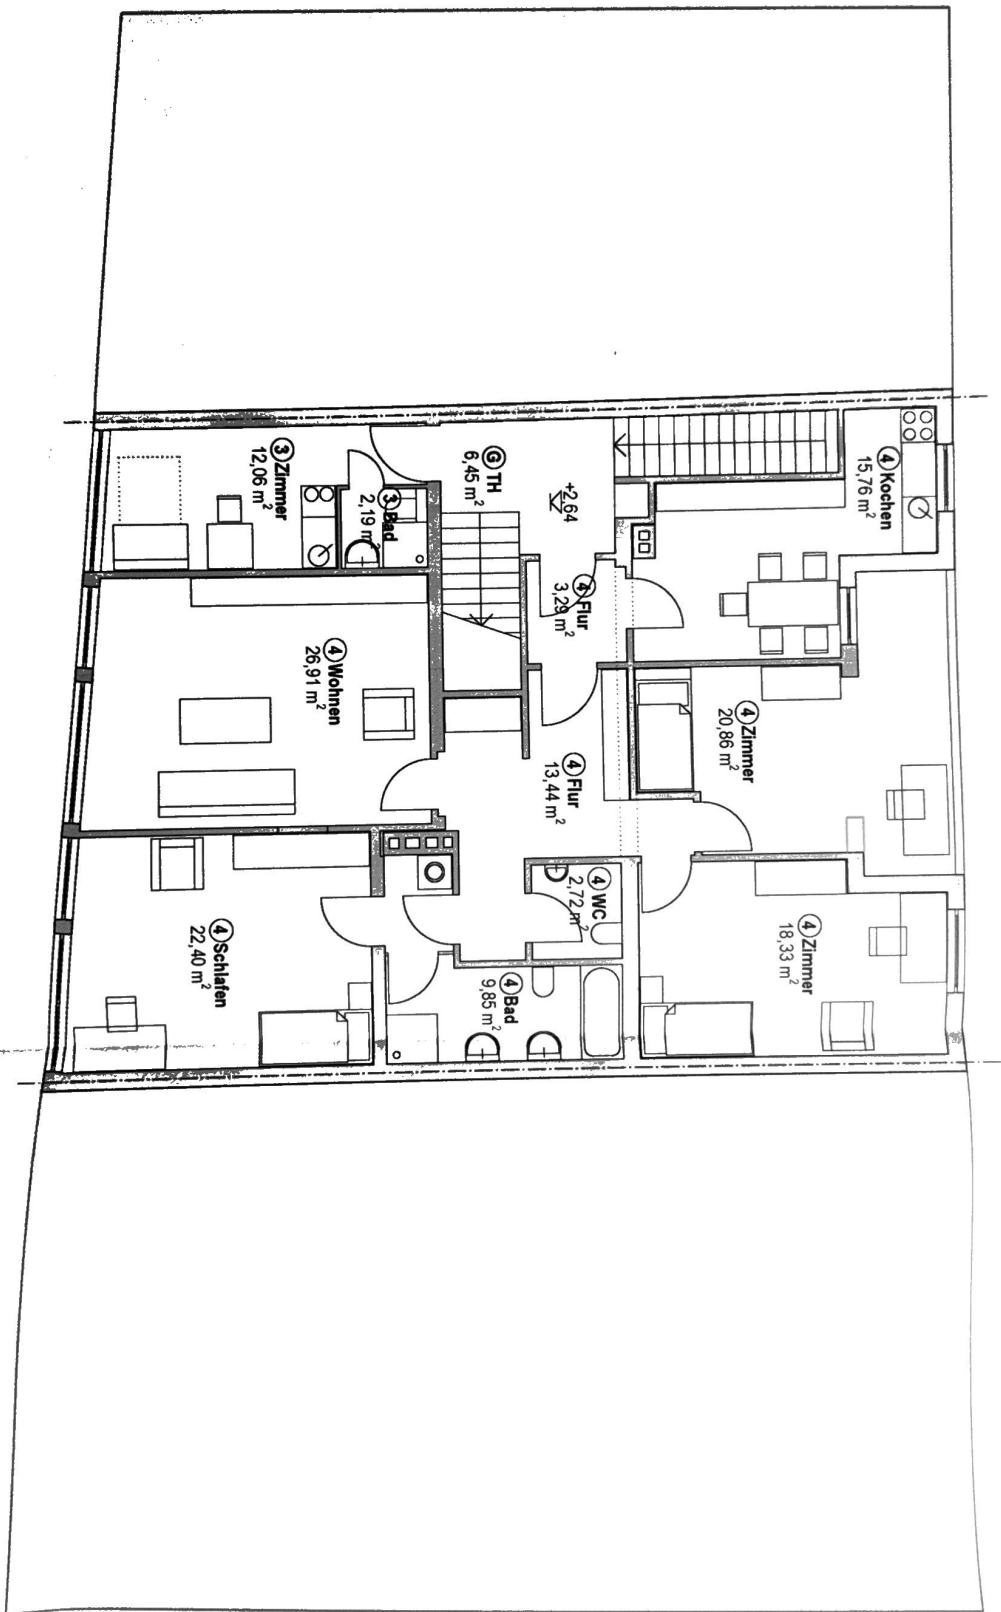 ④ Kochen
15,76 m²
④ Zimmer
20,86 m²
④ Zimmer
18,33 m²
+2,64
④ Flur
3,29 m²
④ Flur
13,44 m²
④ WC
2,72 m²
Ⓖ TH
6,45 m²
④ Bad
9,85 m²
③ Bad
2,19 m²
③ Zimmer
12,06 m²
④ Wohnen
26,91 m²
④ Schlafen
22,40 m²